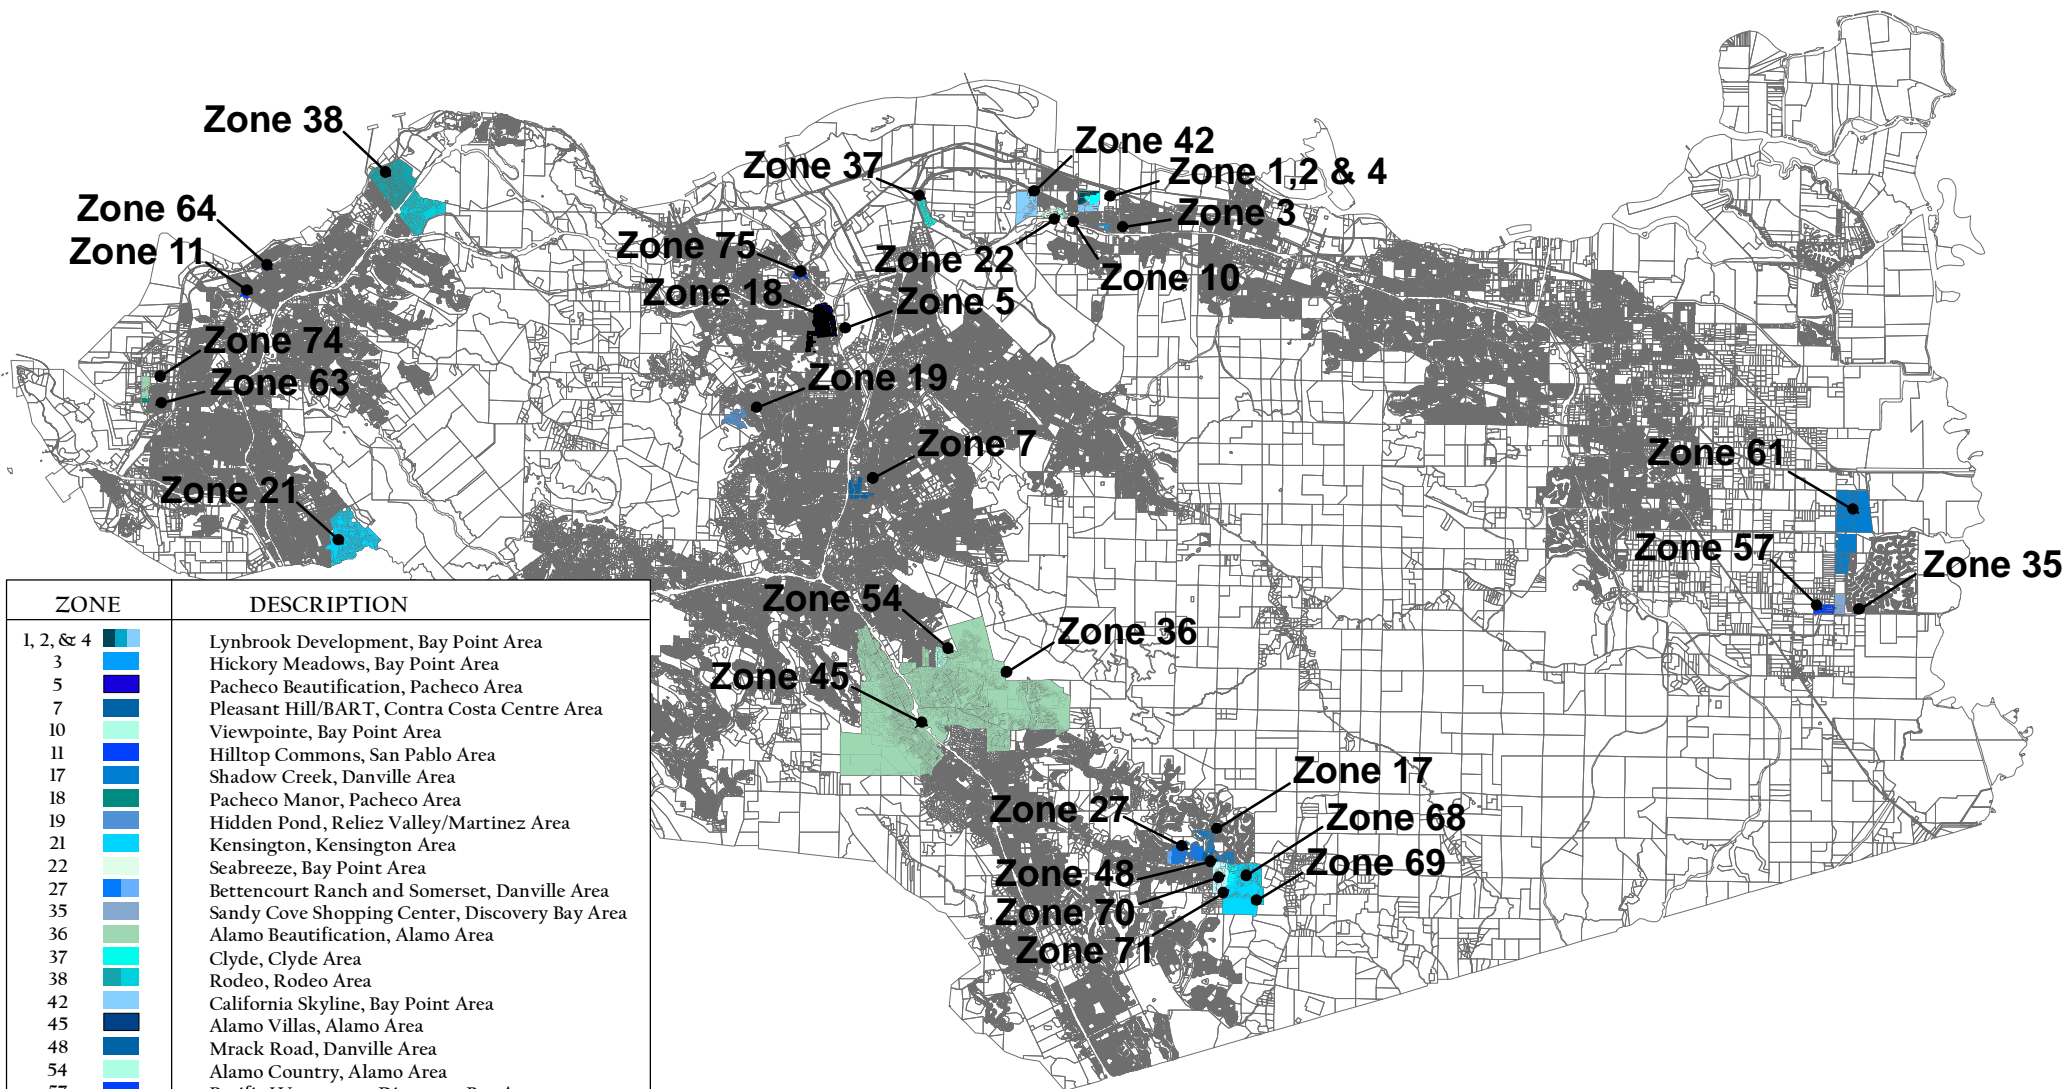 Zone 38
Zone 42
Zone 37
Zone 1,2 & 4
Zone 64
Zone 3
Zone 11
Zone 75
Zone 22
Zone 10
Zone 18
Zone 5
Zone 74
Zone 63
Zone 19
Zone 7
Zone 61
Zone 21
Zone 57
Zone 35
Zone 54
Zone 36
Zone 45
Zone 17
Zone 27
Zone 68
Zone 69
Zone 48
Zone 70
Zone 71
ZONE DESCRIPTION
1, 2, & 4 Lynbrook Development, Bay Point Area
3 Hickory Meadows, Bay Point Area
5 Pacheco Beautification, Pacheco Area
7 Pleasant Hill/BART, Contra Costa Centre Area
10 Viewpointe, Bay Point Area
11 Hilltop Commons, San Pablo Area
17 Shadow Creek, Danville Area
18 Pacheco Manor, Pacheco Area
19 Hidden Pond, Reliez Valley/Martinez Area
21 Kensington, Kensington Area
22 Seabreeze, Bay Point Area
27 Bettencourt Ranch and Somerset, Danville Area
35 Sandy Cove Shopping Center, Discovery Bay Area
36 Alamo Beautification, Alamo Area
37 Clyde, Clyde Area
38 Rodeo, Rodeo Area
42 California Skyline, Bay Point Area
45 Alamo Villas, Alamo Area
48 Mrack Road, Danville Area
54 Alamo Country, Alamo Area
57